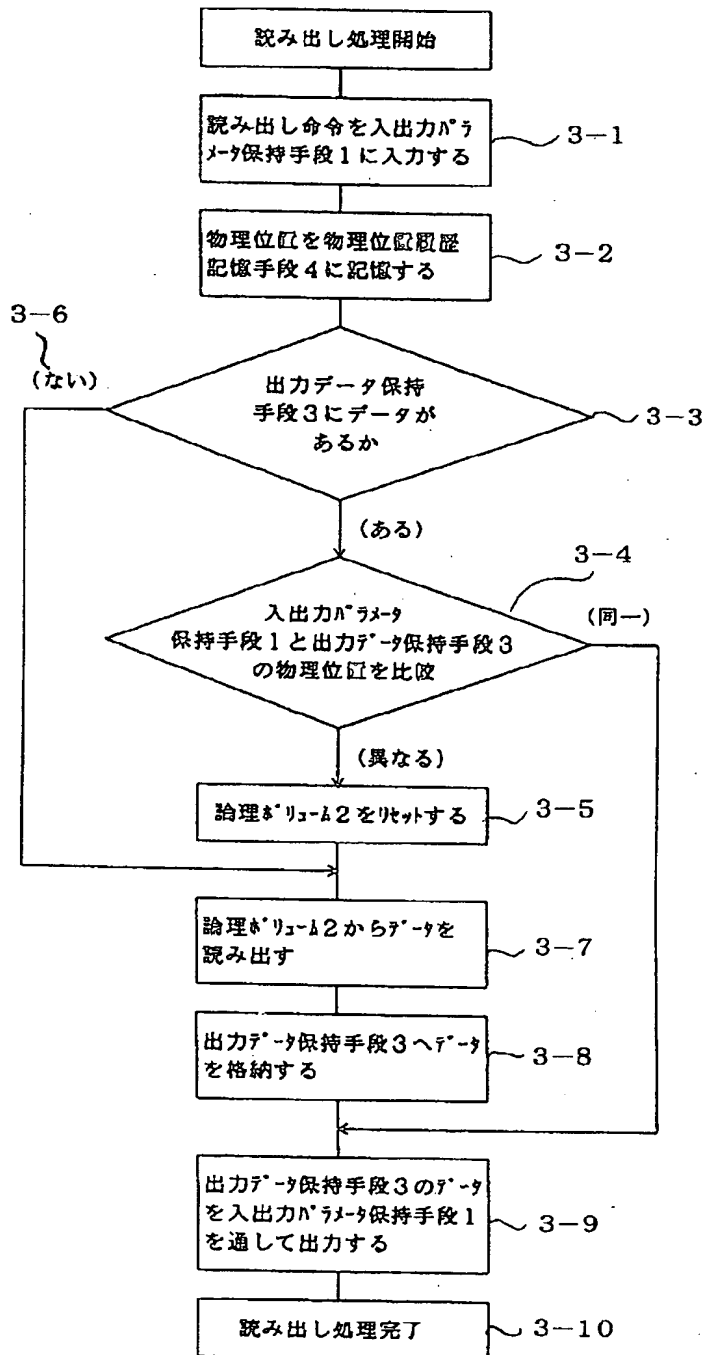 読み出し処理開始
読み出し命令を入出力パラ
メータ保持手段1に入力する
3-1
物理位置を物理位置履歴
記憶手段4に記憶する
3-2
3-6
(ない)
出力データ保持
手段3にデータが
あるか
3-3
(ある)
3-4
入出力パラメータ
保持手段1と出力データ保持手段3
の物理位置を比較
(同一)
(異なる)
論理ボリューム2をリセットする
3-5
論理ボリューム2からデータを
読み出す
3-7
出力データ保持手段3へデータ
を格納する
3-8
出力データ保持手段3のデータ
を入出力パラメータ保持手段1
を通して出力する
3-9
読み出し処理完了
3-10